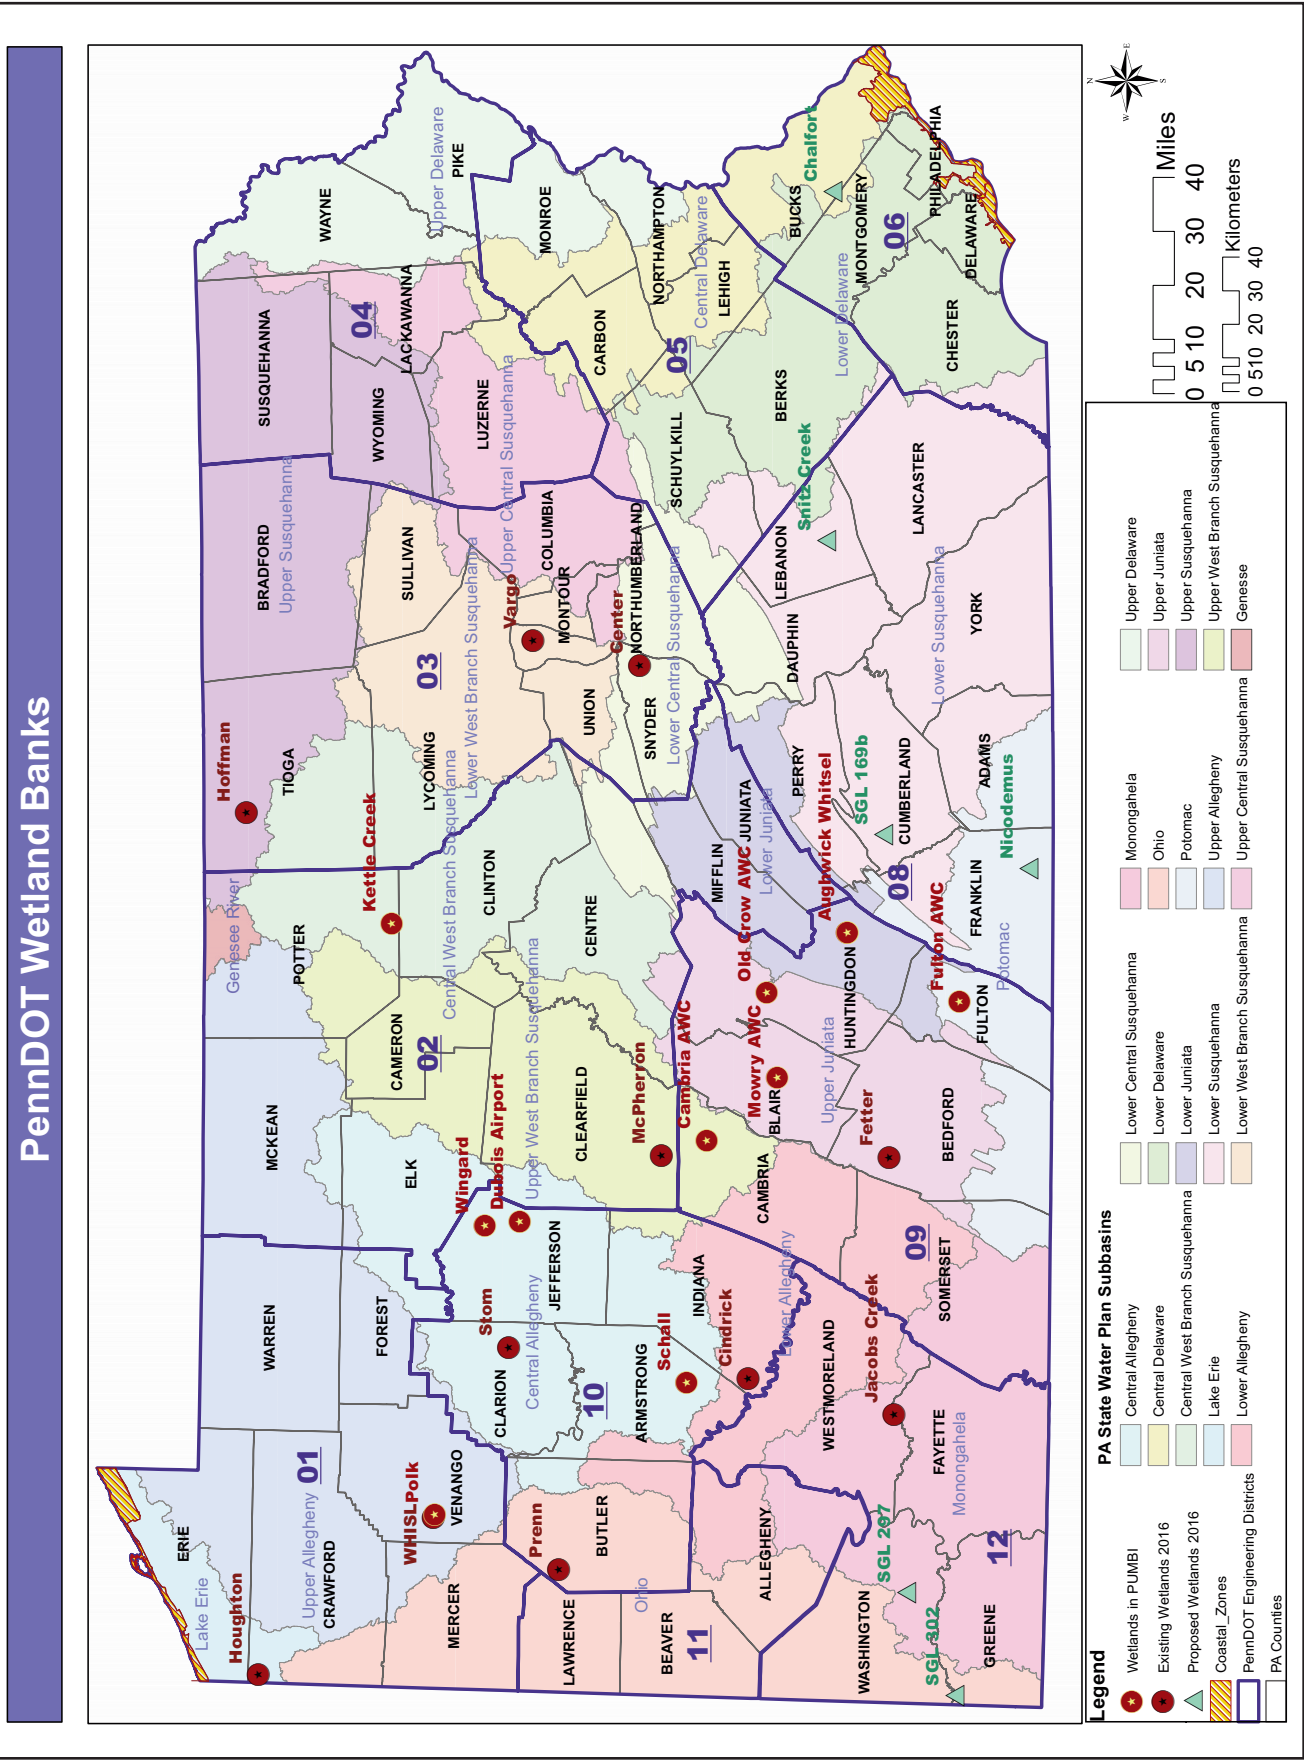 PennDOT Wetland Banks
ERIE
Lake Erie
Houghton
Upper Allegheny
CRAWFORD
01
WARREN
MCKEAN
Genesee River
POTTER
Hoffman
TIOGA
BRADFORD
Upper Susquehanna
SUSQUEHANNA
WAYNE
FOREST
WHISLPolk
VENANGO
MERCER
ELK
CAMERON
02
Kettle Creek
LYCOMING
03
SULLIVAN
WYOMING
04
LACKAWANNA
Upper Delaware
PIKE
Wingard
Dubois Airport
Central West Branch Susquehanna
Lower West Branch Susquehanna
Upper Central Susquehanna
LUZERNE
Stom
CLARION
Central Allegheny
JEFFERSON
Upper West Branch Susquehanna
CLINTON
Vargo
COLUMBIA
MONTOUR
MONROE
Prenn
BUTLER
10
CLEARFIELD
CENTRE
UNION
CARBON
LAWRENCE
Ohio
ARMSTRONG
Schall
McPherron
Center
NORTHUMBERLAND
SNYDER
Lower Central Susquehanna
SCHUYLKILL
05
NORTHAMPTON
Central Delaware
LEHIGH
BEAVER
11
INDIANA
Cindrick
Cambria AWC
MIFFLIN
JUNIATA
Lower Juniata
Old Crow AWC
Mowry AWC
BLAIR
CAMBRIA
Lower Allegheny
ALLEGHENY
PERRY
DAUPHIN
LEBANON
Snitz Creek
BERKS
BUCKS
Chalfort
Lower Delaware
MONTGOMERY
06
PHILADELPHIA
DELAWARE
CHESTER
WESTMORELAND
Jacobs Creek
Upper Juniata
HUNTINGDON
Aughwick Whitsel
SGL 169b
CUMBERLAND
08
LANCASTER
Lower Susquehanna
YORK
WASHINGTON
SGL 297
SGL 302
FAYETTE
Monongahela
09
SOMERSET
Fetter
BEDFORD
Fulton AWC
FULTON
FRANKLIN
Potomac
ADAMS
Nicodemus
GREENE
12
N
E
S
W
Miles
0 5 10 20 30 40
Kilometers
0 510 20 30 40
Legend
Wetlands in PUMBI
Existing Wetlands 2016
Proposed Wetlands 2016
Coastal_Zones
PennDOT Engineering Districts
PA Counties
PA State Water Plan Subbasins
Central Allegheny
Central Delaware
Central West Branch Susquehanna
Lake Erie
Lower Allegheny
Lower Central Susquehanna
Lower Delaware
Lower Juniata
Lower Susquehanna
Lower West Branch Susquehanna
Monongahela
Ohio
Potomac
Upper Allegheny
Upper Central Susquehanna
Upper Delaware
Upper Juniata
Upper Susquehanna
Upper West Branch Susquehanna
Genesse